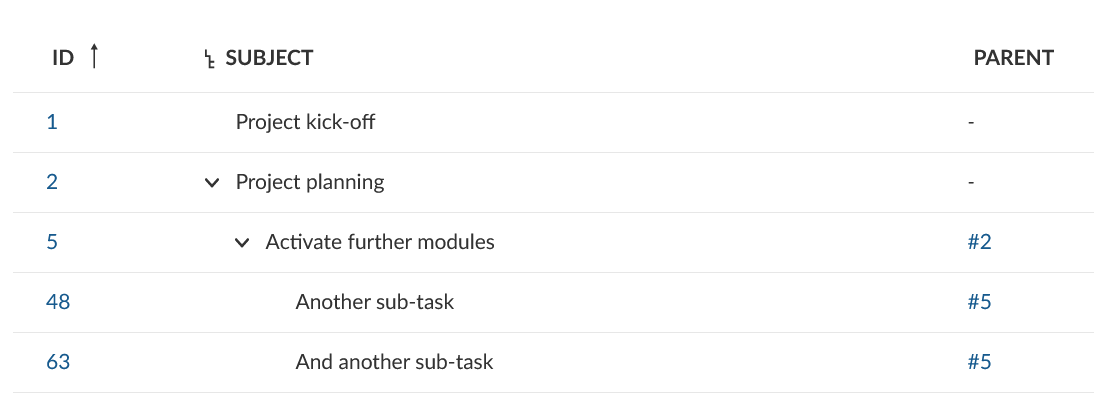 ID SUBJECT PARENT
1 Project kick-off -
2 Project planning -
5 Activate further modules #2
48 Another sub-task #5
63 And another sub-task #5